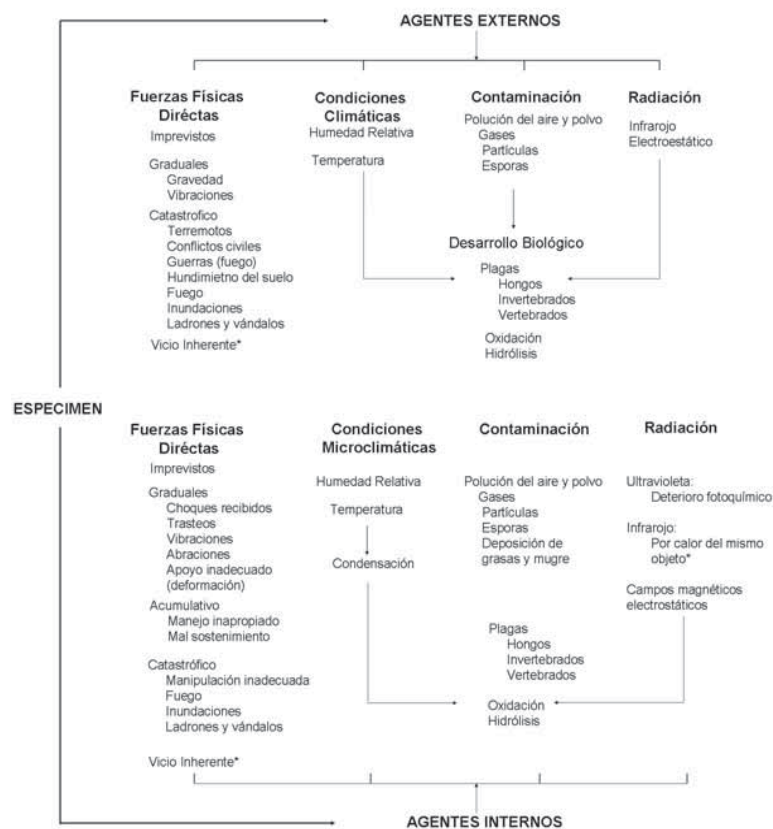 AGENTES EXTERNOS
Fuerzas Físicas
Diréctas
Imprevistos
Graduales
Gravedad
Vibraciones
Catastrofico
Terremotos
Conflictos civiles
Guerras (fuego)
Hundimietno del suelo
Fuego
Inundaciones
Ladrones y vándalos
Vicio Inherente*
Condiciones
Climáticas
Humedad Relativa
Temperatura
Contaminación
Polución del aire y polvo
Gases
Partículas
Esporas
Desarrollo Biológico
Plagas
Hongos
Invertebrados
Vertebrados
Oxidación
Hidrólisis
Radiación
Infrarojo
Electroestático
ESPECIMEN
Fuerzas Físicas
Diréctas
Imprevistos
Graduales
Choques recibidos
Trasteos
Vibraciones
Abraciones
Apoyo inadecuado
(deformación)
Acumulativo
Manejo inapropiado
Mal sostenimiento
Catastrófico
Manipulación inadecuada
Fuego
Inundaciones
Ladrones y vándalos
Vicio Inherente*
Condiciones
Microclimáticas
Humedad Relativa
Temperatura
Condensación
Contaminación
Polución del aire y polvo
Gases
Partículas
Esporas
Deposición de
grasas y mugre
Plagas
Hongos
Invertebrados
Vertebrados
Oxidación
Hidrólisis
Radiación
Ultravioleta:
Deterioro fotoquímico
Infrarojo:
Por calor del mismo
objeto*
Campos magnéticos
electrostáticos
AGENTES INTERNOS